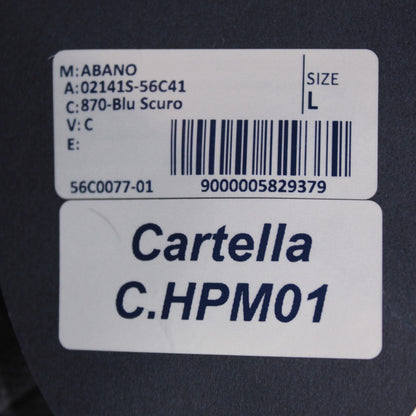 M:ABANO
A:02141S-56C41
C:870-Blu Scuro
V:C
E:
SIZE
L
56C0077-01
9000005829379
Cartella
C.HPM01